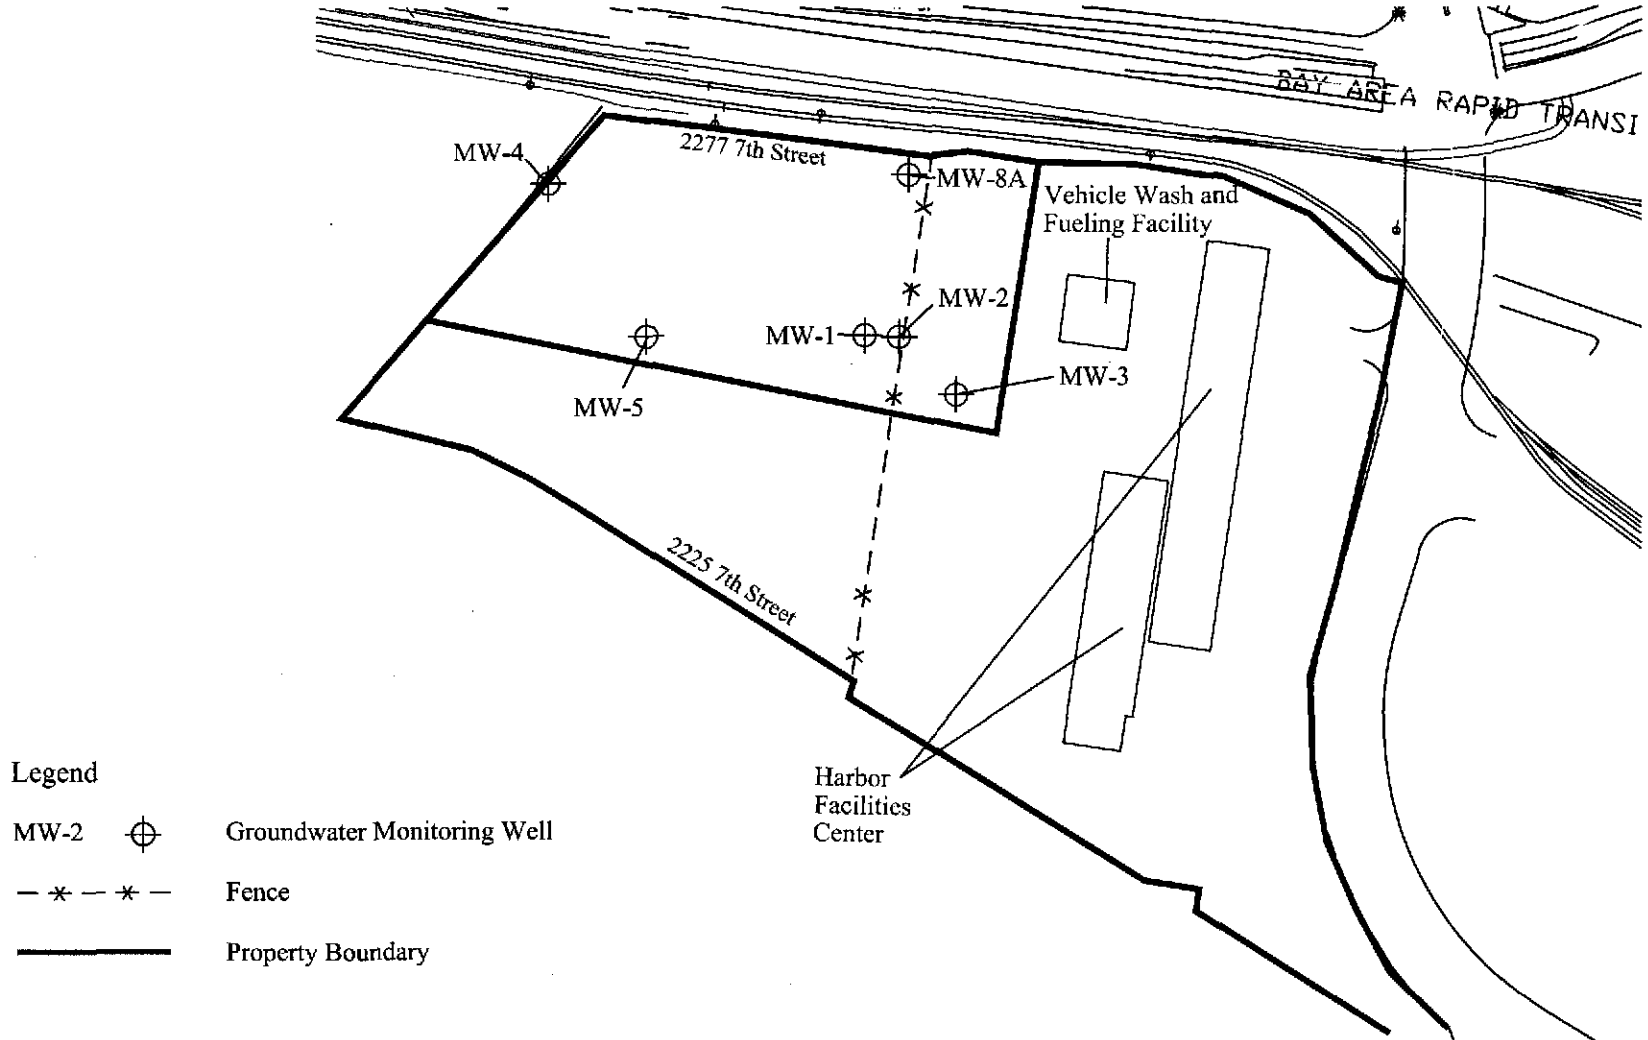 BAY AREA RAPID TRANSI
2277 7th Street
MW-4
MW-8A
Vehicle Wash and
Fueling Facility
MW-2
MW-1
MW-3
MW-5
2225 7th Street
Harbor
Facilities
Center
Legend
MW-2
Groundwater Monitoring Well
Fence
Property Boundary